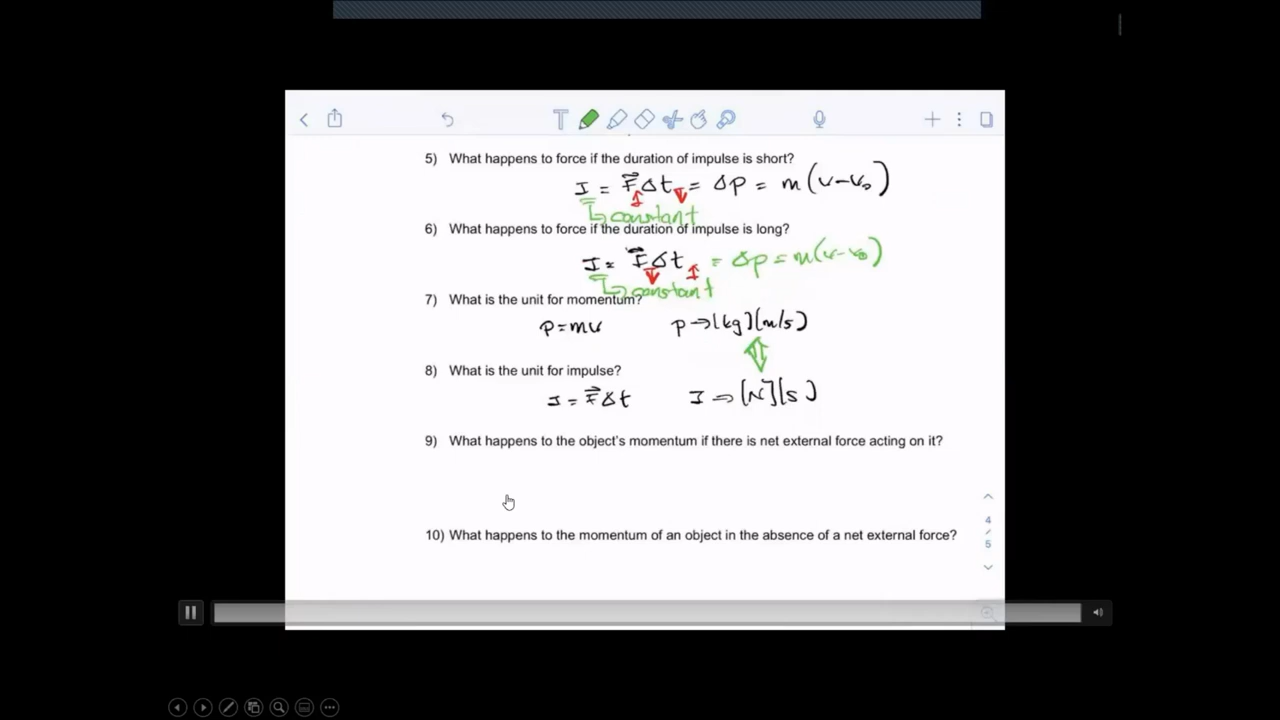 5) What happens to force if the duration of impulse is short?
I = F⃗Δt = Δp = m(v-v₀)
↳ constant
6) What happens to force if the duration of impulse is long?
I = F⃗Δt = Δp = m(v-v₀)
↳ constant
7) What is the unit for momentum?
p = mv p → [kg][m/s]
8) What is the unit for impulse?
I = F⃗Δt I → [N][s]
9) What happens to the object's momentum if there is net external force acting on it?
10) What happens to the momentum of an object in the absence of a net external force?
4
/
5